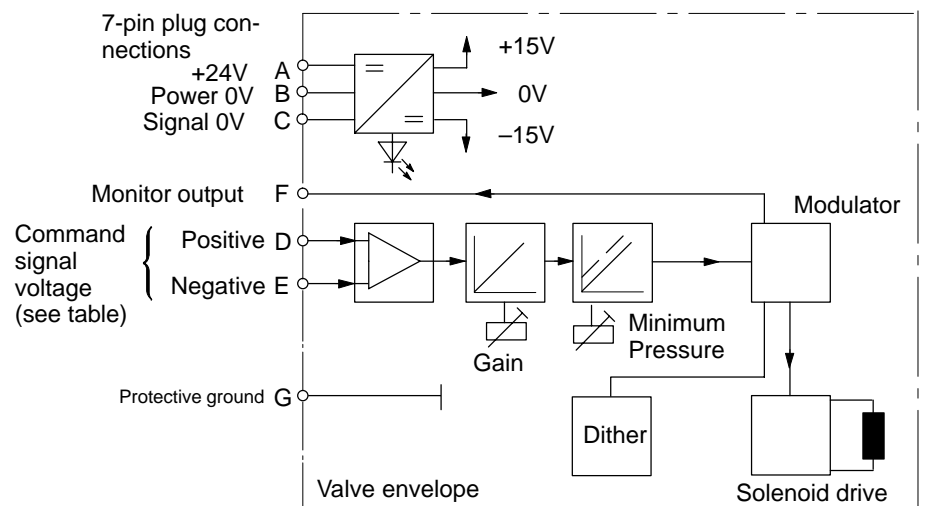 7-pin plug con-
nections
+24V A
Power 0V B
Signal 0V C
+15V
0V
–15V
Monitor output F
Modulator
Command
signal
voltage
(see table)
Positive D
Negative E
Gain
Minimum
Pressure
Protective ground G
Dither
Valve envelope
Solenoid drive